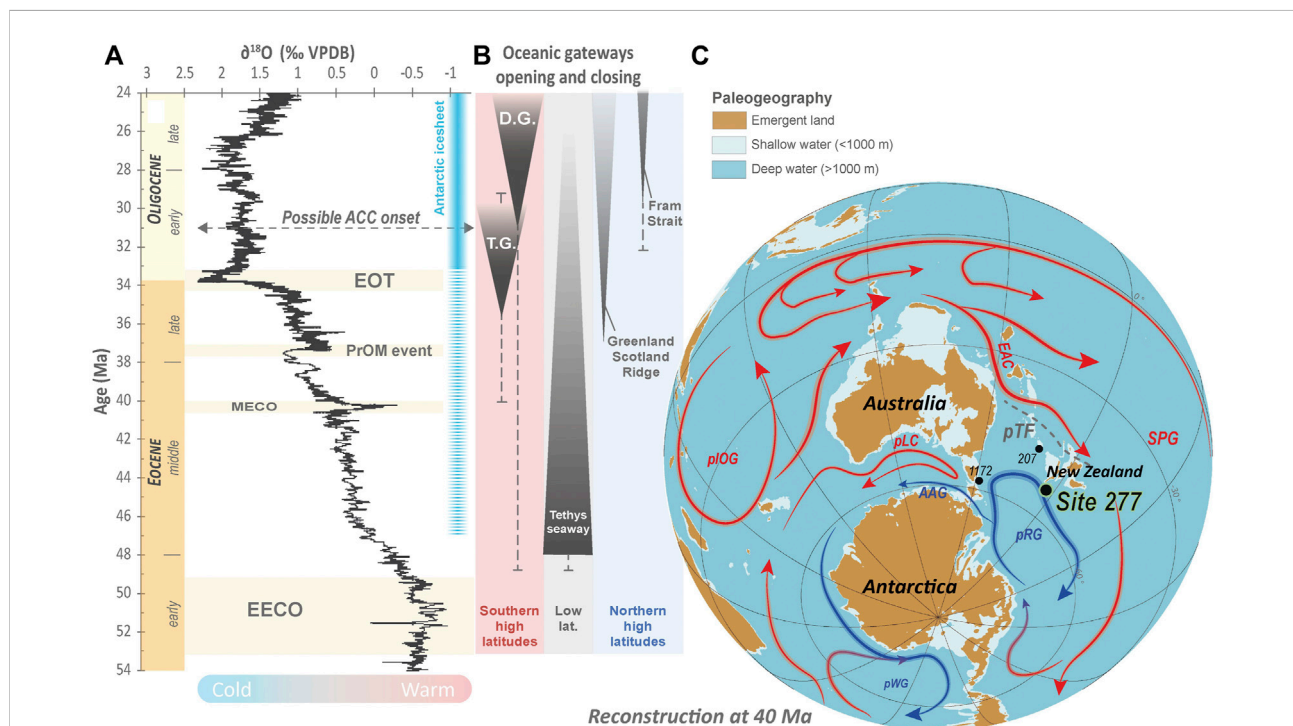 A
∂¹⁸O (‰ VPDB)
3 2.5 2 1.5 1 0.5 0 -0.5 -1
Age (Ma)
24
26
28
30
32
34
36
38
40
42
44
46
48
50
52
54
OLIGOCENE
late
early
EOCENE
late
middle
early
Antarctic icesheet
Possible ACC onset
EOT
PrOM event
MECO
EECO
Cold
Warm
B
Oceanic gateways
opening and closing
D.G.
T.G.
Fram
Strait
Greenland
Scotland
Ridge
Tethys
seaway
Southern
high
latitudes
Low
lat.
Northern
high
latitudes
C
Paleogeography
Emergent land
Shallow water (<1000 m)
Deep water (>1000 m)
0°
EAC
Australia
pTF
SPG
pIOG
pLC
207
1172
New Zealand
30°
Site 277
AAG
pRG
60°
Antarctica
pWG
Reconstruction at 40 Ma